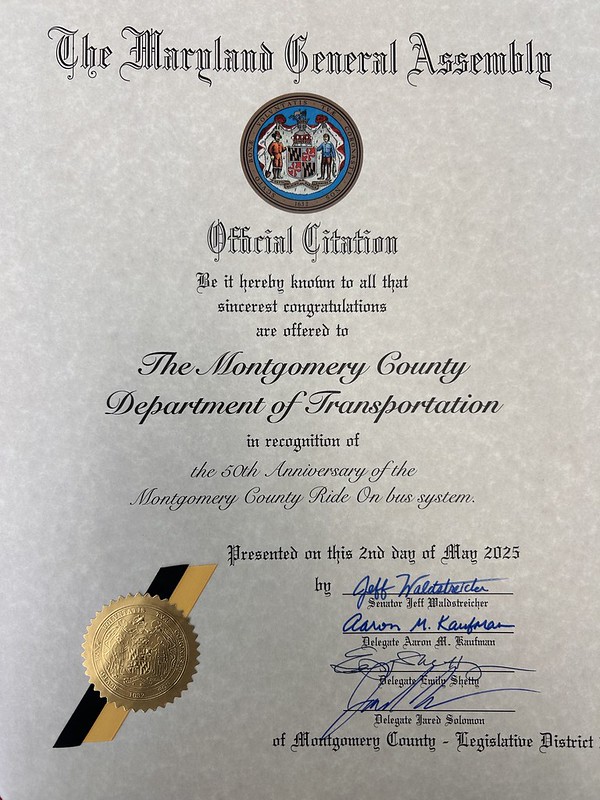 The Maryland General Assembly
Official Citation
Be it hereby known to all that
sincerest congratulations
are offered to
The Montgomery County
Department of Transportation
in recognition of
the 50th Anniversary of the
Montgomery County Ride On bus system.
Presented on this 2nd day of May 2025
by Jeff Waldstreicher
Senator Jeff Waldstreicher
Aaron M. Kaufman
Delegate Aaron M. Kaufman
Delegate Emily Shetty
Delegate Jared Solomon
of Montgomery County - Legislative District